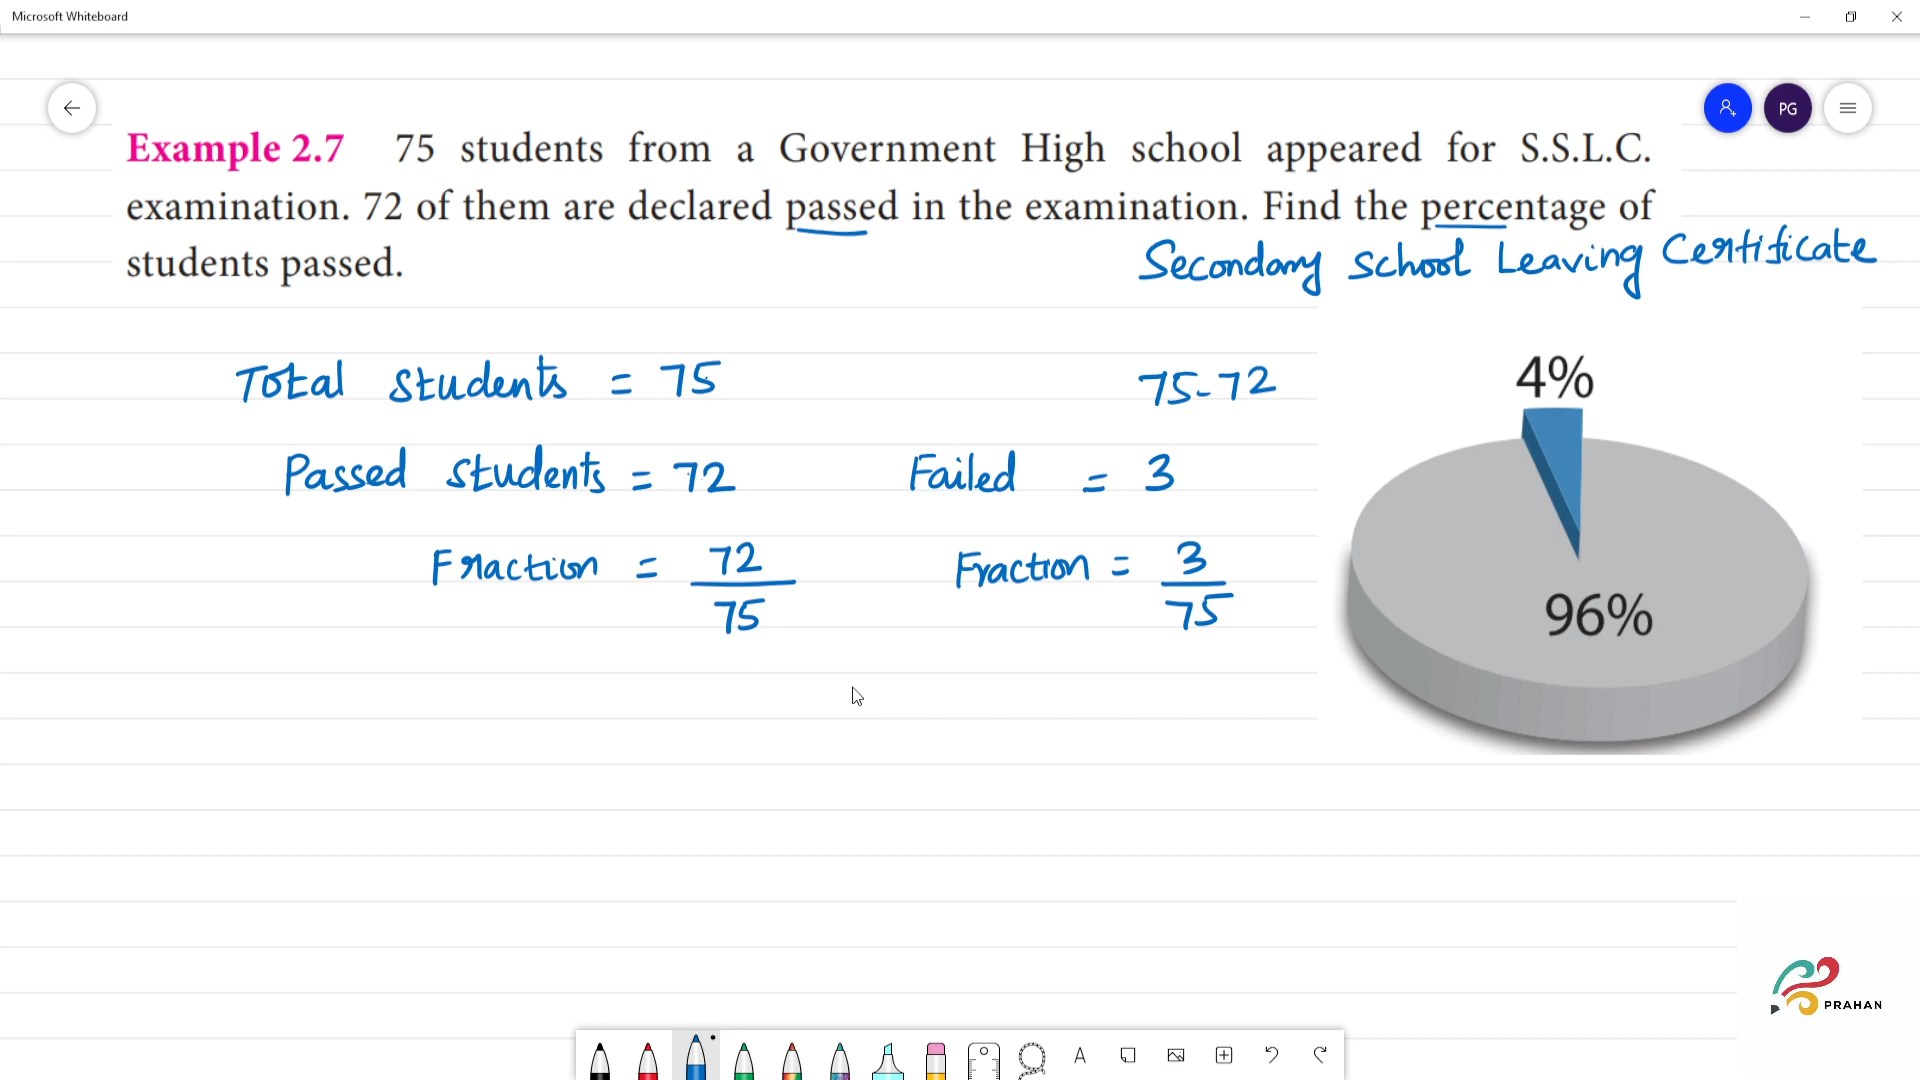 Microsoft Whiteboard
PG
Example 2.7 75 students from a Government High school appeared for S.S.L.C.
examination. 72 of them are declared passed in the examination. Find the percentage of
students passed.
Secondary School Leaving Certificate
Total students = 75
75-72
4%
Passed students = 72
Failed = 3
Fraction = 72/75
Fraction = 3/75
96%
PRAHAN
A